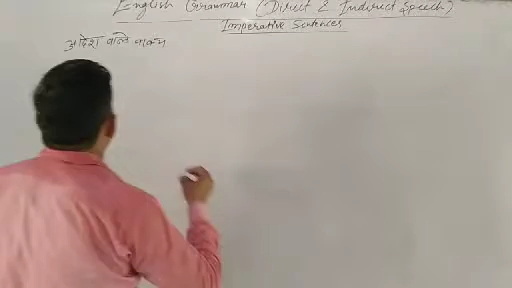 English Grammar (Direct & Indirect Speech)
Imperative Sentences
आदेश वाले वाक्य